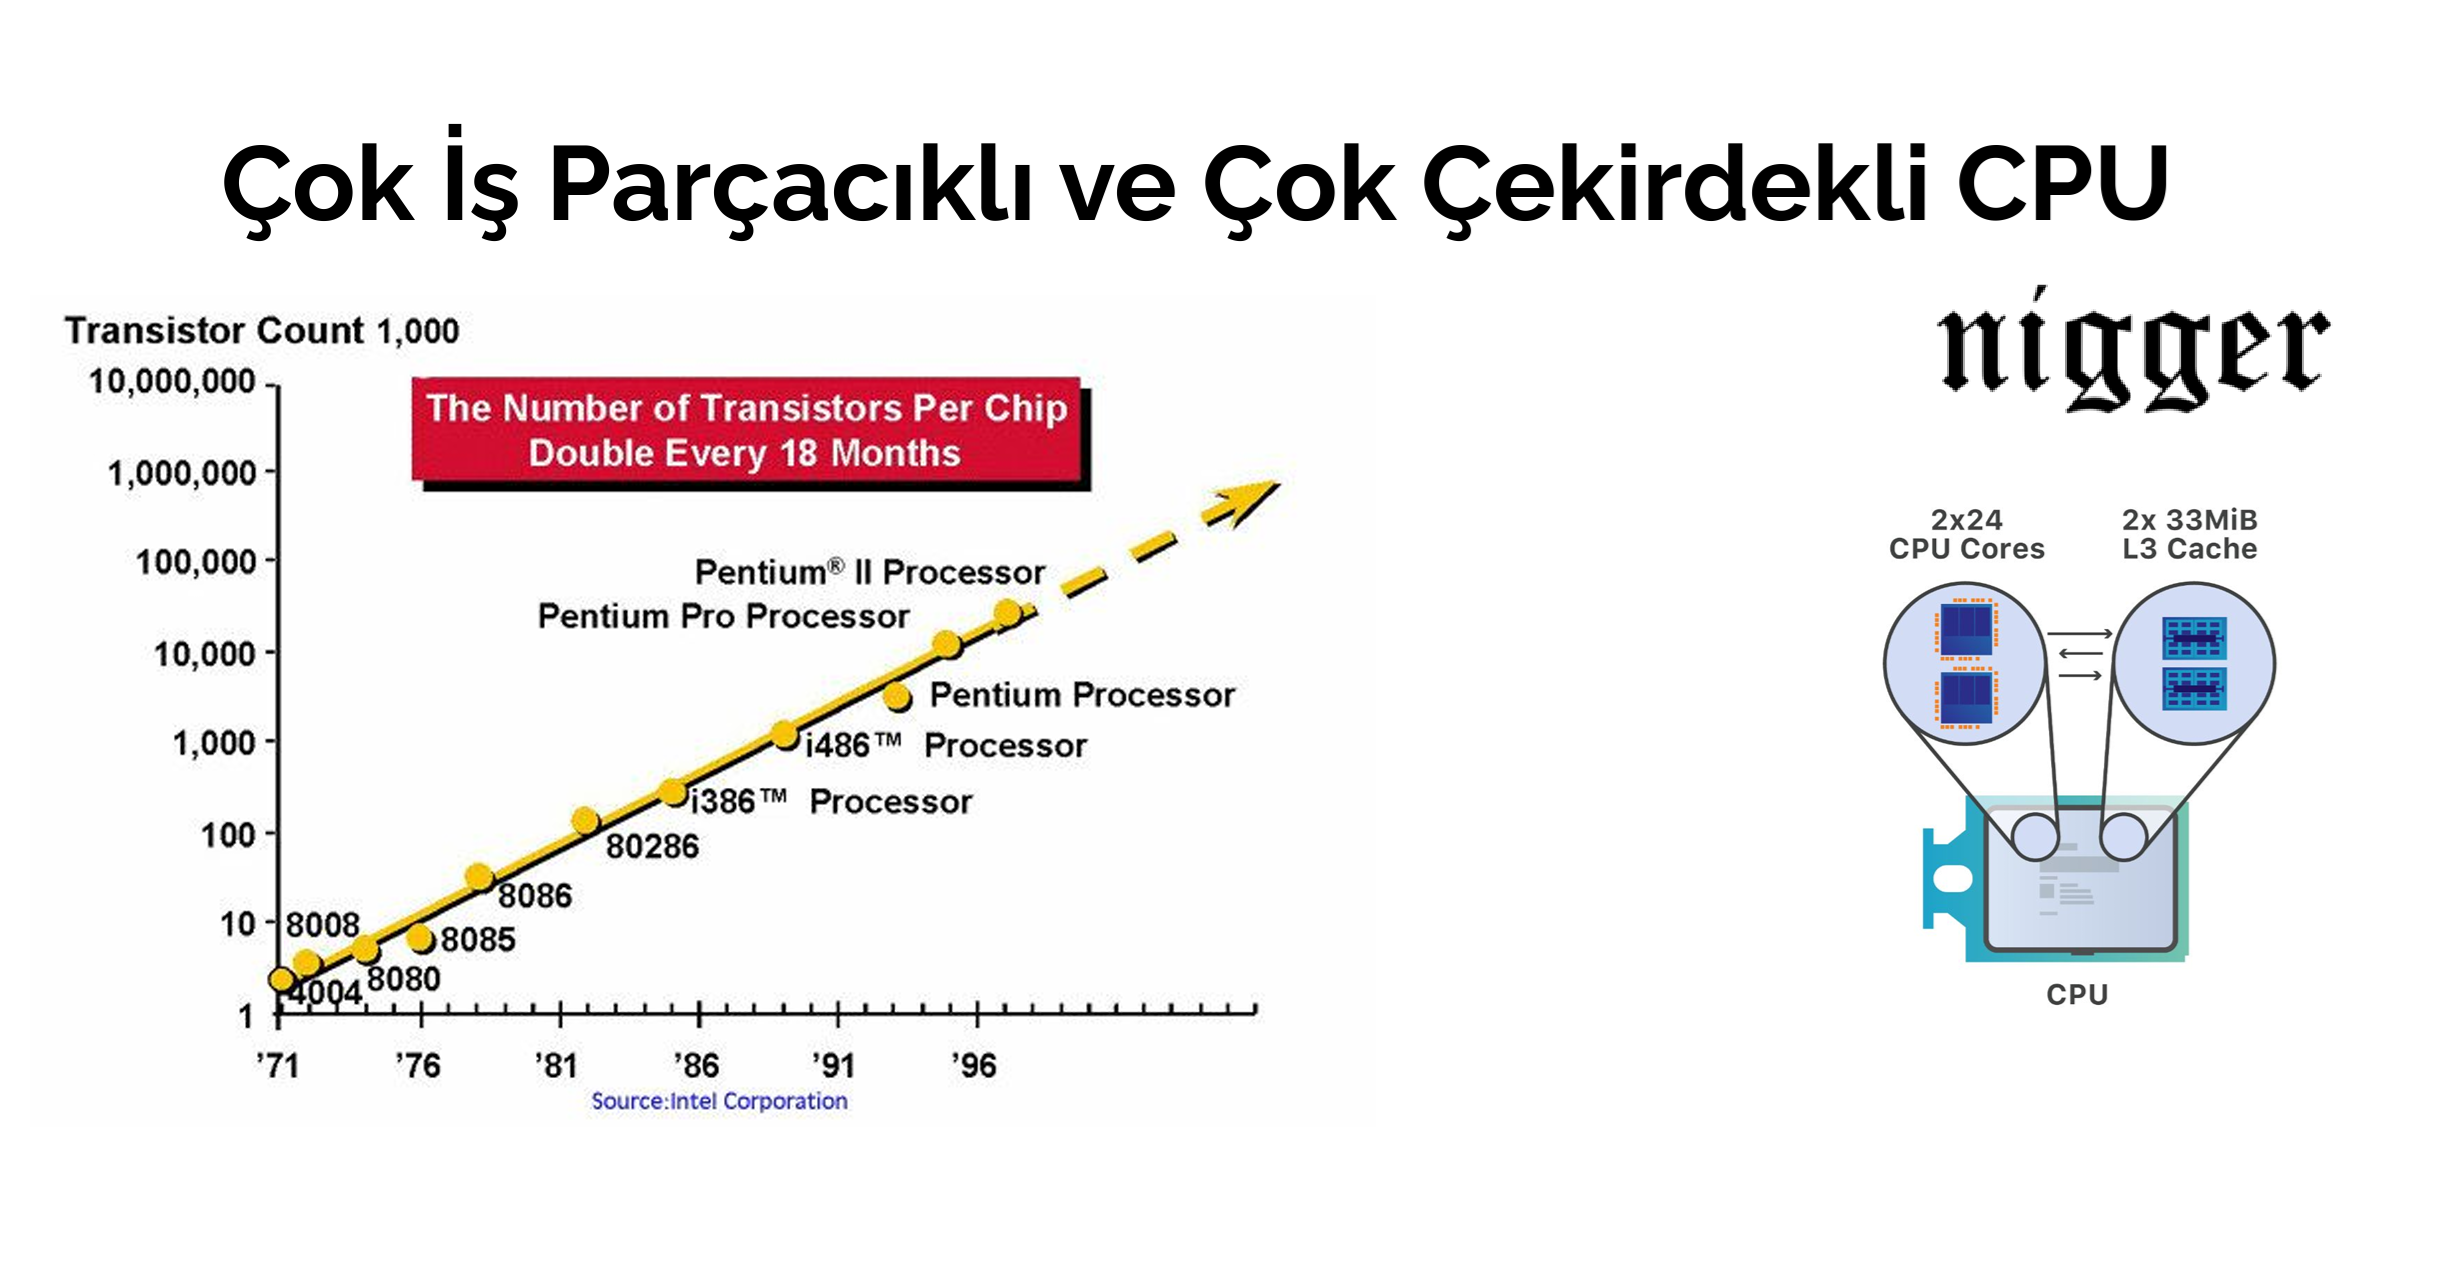 Çok İş Parçacıklı ve Çok Çekirdekli CPU
Transistor Count 1,000
10,000,000
1,000,000
100,000
10,000
1,000
100
10
1
The Number of Transistors Per Chip
Double Every 18 Months
Pentium® II Processor
Pentium Pro Processor
Pentium Processor
i486™ Processor
i386™ Processor
80286
8086
8085
8080
8008
4004
’71
’76
’81
’86
’91
’96
Source:Intel Corporation
nigger
2x24
CPU Cores
2x 33MiB
L3 Cache
CPU